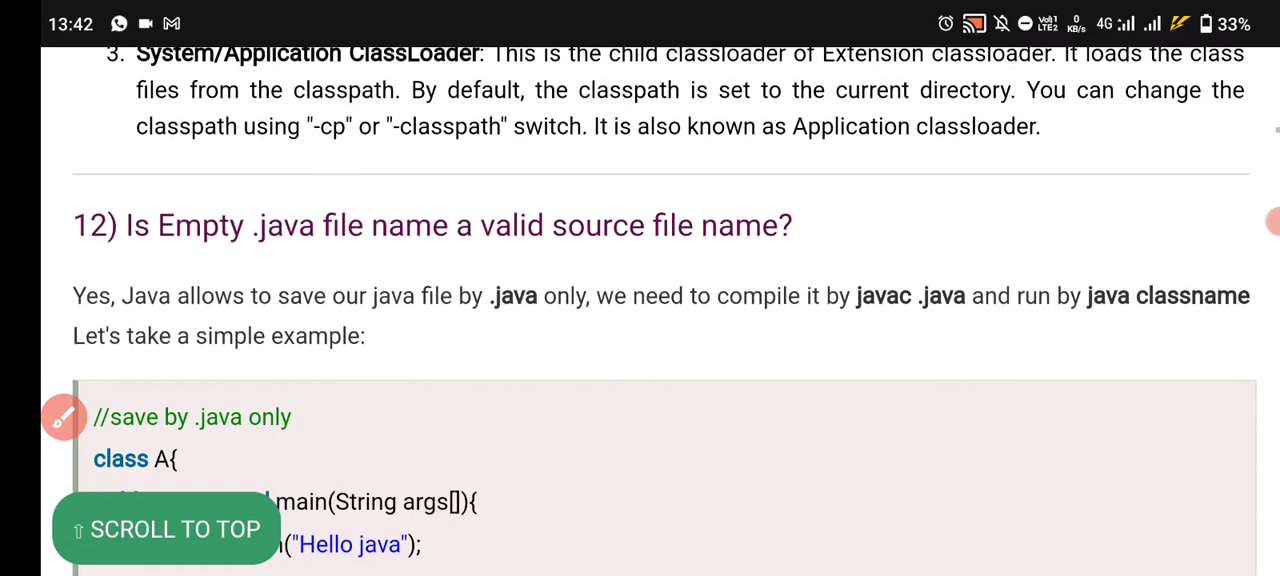 13:42 Vo) 1 LTE2 0 KB/s 4G 33%
3. System/Application ClassLoader: This is the child classloader of Extension classloader. It loads the class
files from the classpath. By default, the classpath is set to the current directory. You can change the
classpath using "-cp" or "-classpath" switch. It is also known as Application classloader.
12) Is Empty .java file name a valid source file name?
Yes, Java allows to save our java file by .java only, we need to compile it by javac .java and run by java classname
Let's take a simple example:
//save by .java only
class A{
main(String args[]){
⇧ SCROLL TO TOP
("Hello java");